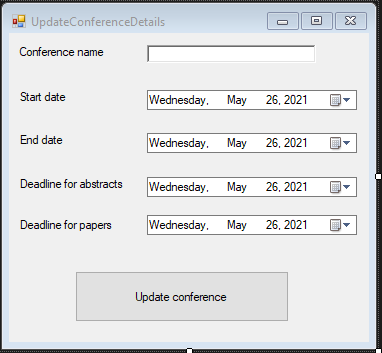 UpdateConferenceDetails
Conference name
Start date
Wednesday, May 26, 2021
End date
Wednesday, May 26, 2021
Deadline for abstracts
Wednesday, May 26, 2021
Deadline for papers
Wednesday, May 26, 2021
Update conference